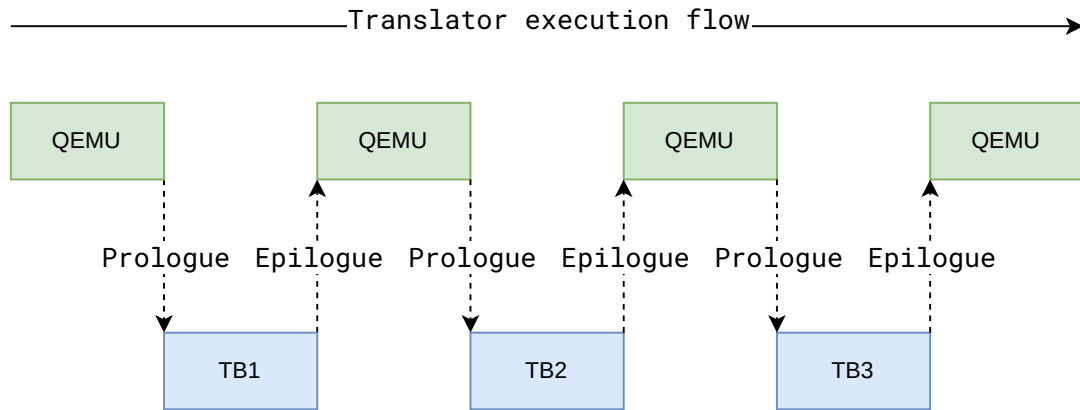 Translator execution flow
QEMU QEMU QEMU QEMU
Prologue Epilogue Prologue Epilogue Prologue Epilogue
TB1 TB2 TB3